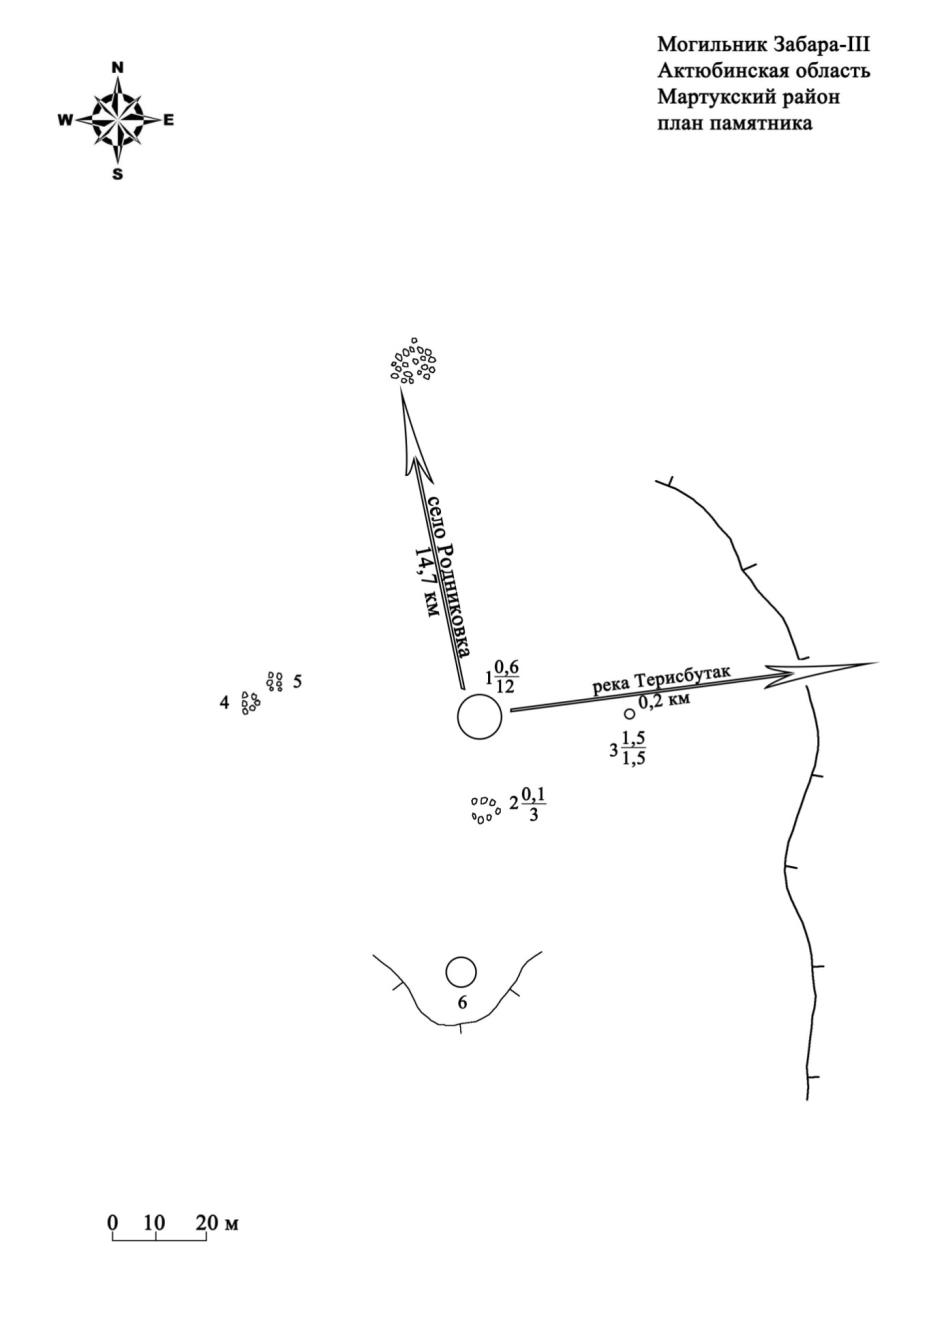 Могильник Забара-III
Актюбинская область
Мартукский район
план памятника
N
W E
S
село Родниковка
14,7 км
1 0,6/12
река Терисбутак
0,2 км
3 1,5/1,5
5
4
2 0,1/3
6
0 10 20 м